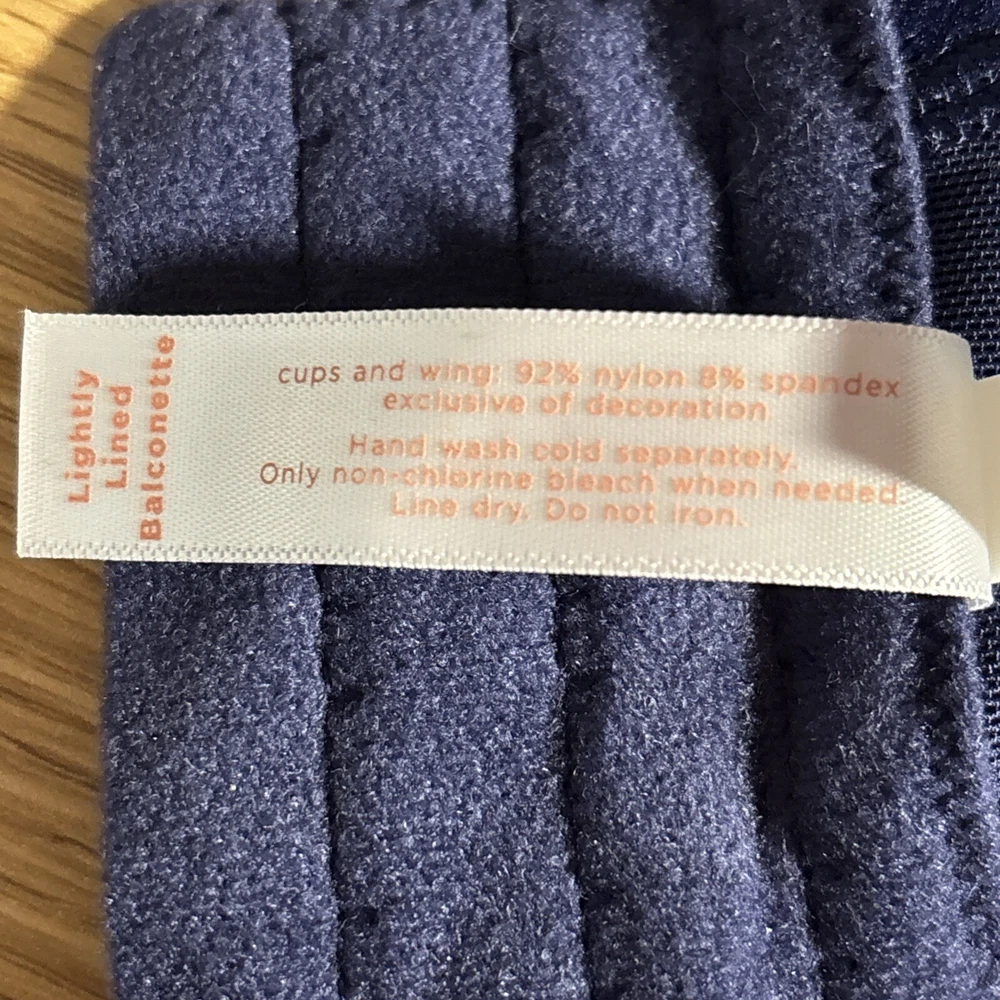 Lightly
Lined
Balconette
cups and wing: 92% nylon 8% spandex
exclusive of decoration
Hand wash cold separately.
Only non-chlorine bleach when needed
Line dry. Do not iron.